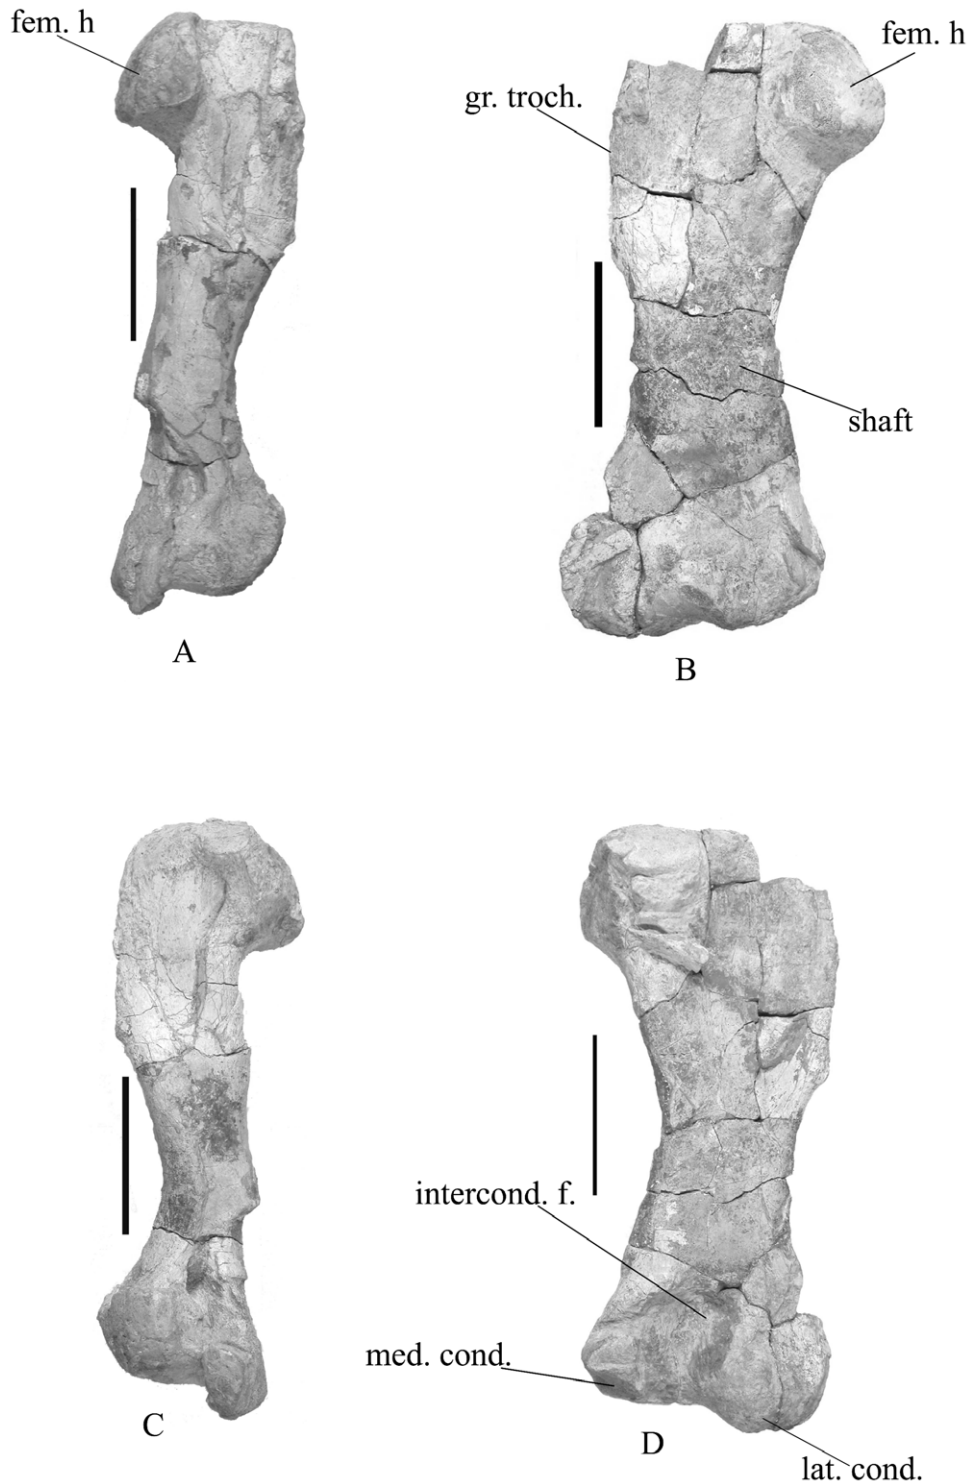 fem. h
fem. h
gr. troch.
shaft
A
B
intercond. f.
med. cond.
C
D
lat. cond.